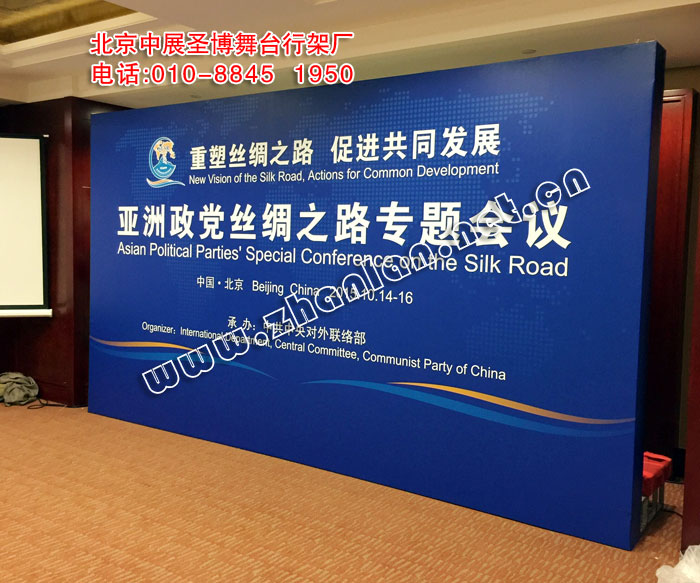 北京中展圣博舞台行架厂
电话:010-8845 1950
重塑丝绸之路 促进共同发展
New Vision of the Silk Road, Actions for Common Development
亚洲政党丝绸之路专题会议
Asian Political Parties' Special Conference on the Silk Road
中国·北京 Beijing China 2015.10.14-16
承办:中共中央对外联络部
Organizer: International Department, Central Committee, Communist Party of China
www.zhanlan.net.cn